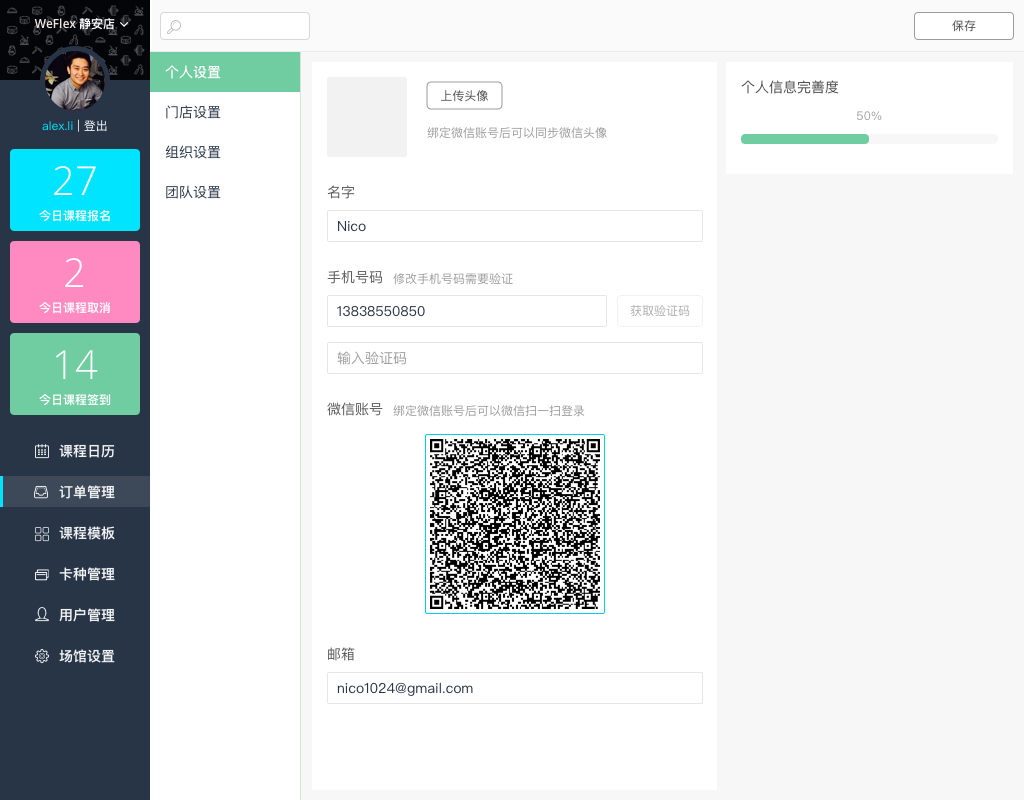 WeFlex 静安店
alex.li | 登出
27
今日课程报名
2
今日课程取消
14
今日课程签到
课程日历
订单管理
课程模板
卡种管理
用户管理
场馆设置
保存
个人设置
门店设置
组织设置
团队设置
上传头像
绑定微信账号后可以同步微信头像
名字
Nico
手机号码 修改手机号码需要验证
13838550850 获取验证码
输入验证码
微信账号 绑定微信账号后可以微信扫一扫登录
邮箱
nico1024@gmail.com
个人信息完善度
50%